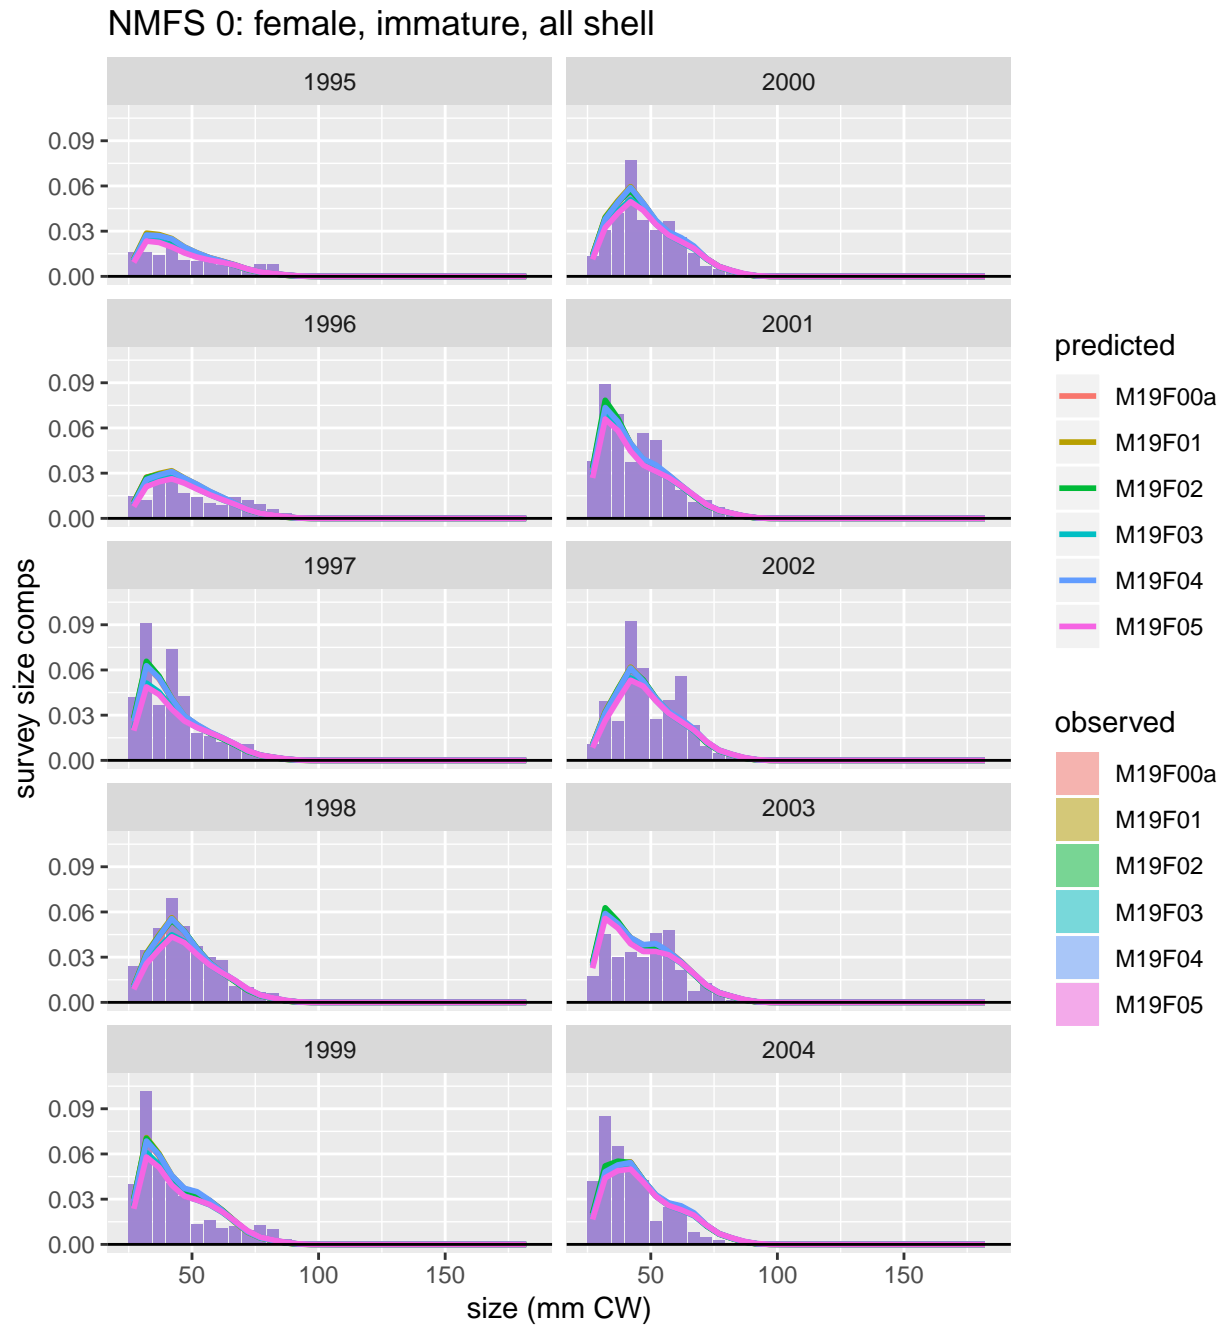 NMFS 0: female, immature, all shell
1995
2000
0.09
0.06
0.03
0.00
1996
2001
0.09
0.06
0.03
0.00
1997
2002
0.09
0.06
0.03
0.00
1998
2003
0.09
0.06
0.03
0.00
1999
2004
0.09
0.06
0.03
0.00
50 100 150
50 100 150
size (mm CW)
survey size comps
predicted
M19F00a
M19F01
M19F02
M19F03
M19F04
M19F05
observed
M19F00a
M19F01
M19F02
M19F03
M19F04
M19F05